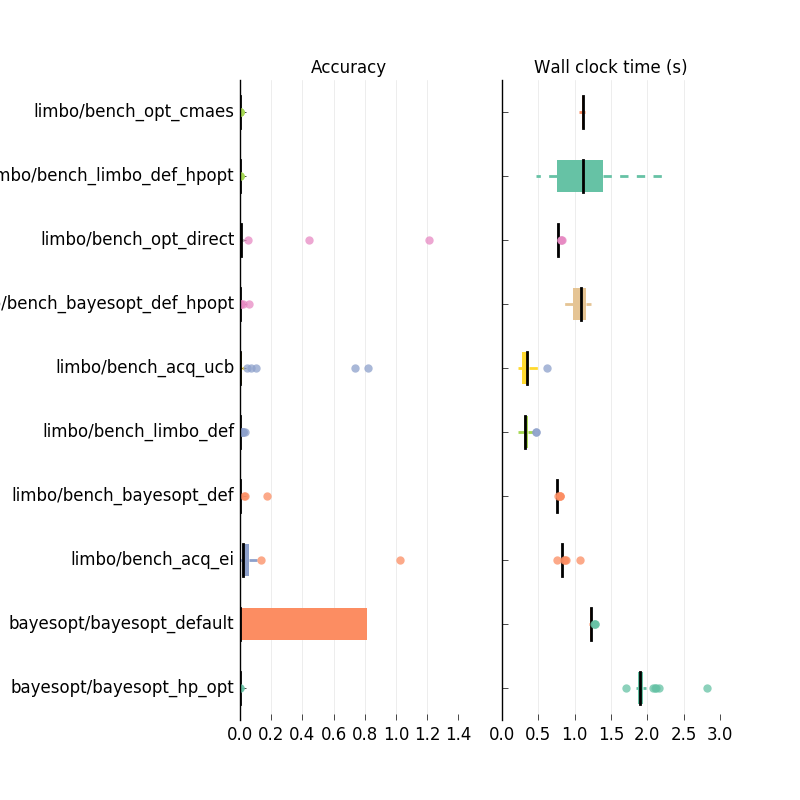 Accuracy
Wall clock time (s)
limbo/bench_opt_cmaes
mbo/bench_limbo_def_hpopt
limbo/bench_opt_direct
/bench_bayesopt_def_hpopt
limbo/bench_acq_ucb
limbo/bench_limbo_def
limbo/bench_bayesopt_def
limbo/bench_acq_ei
bayesopt/bayesopt_default
bayesopt/bayesopt_hp_opt
0.0 0.2 0.4 0.6 0.8 1.0 1.2 1.4
0.0 0.5 1.0 1.5 2.0 2.5 3.0